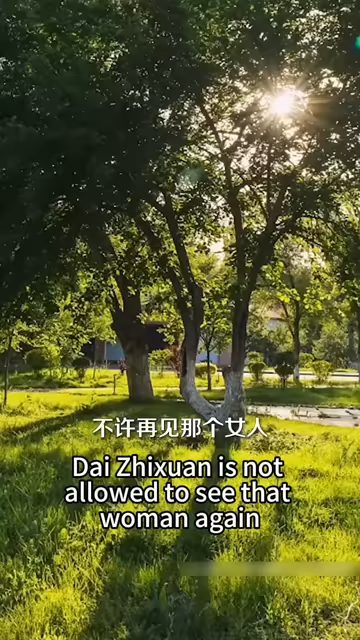 不许再见那个女人
Dai Zhixuan is not
allowed to see that
woman again